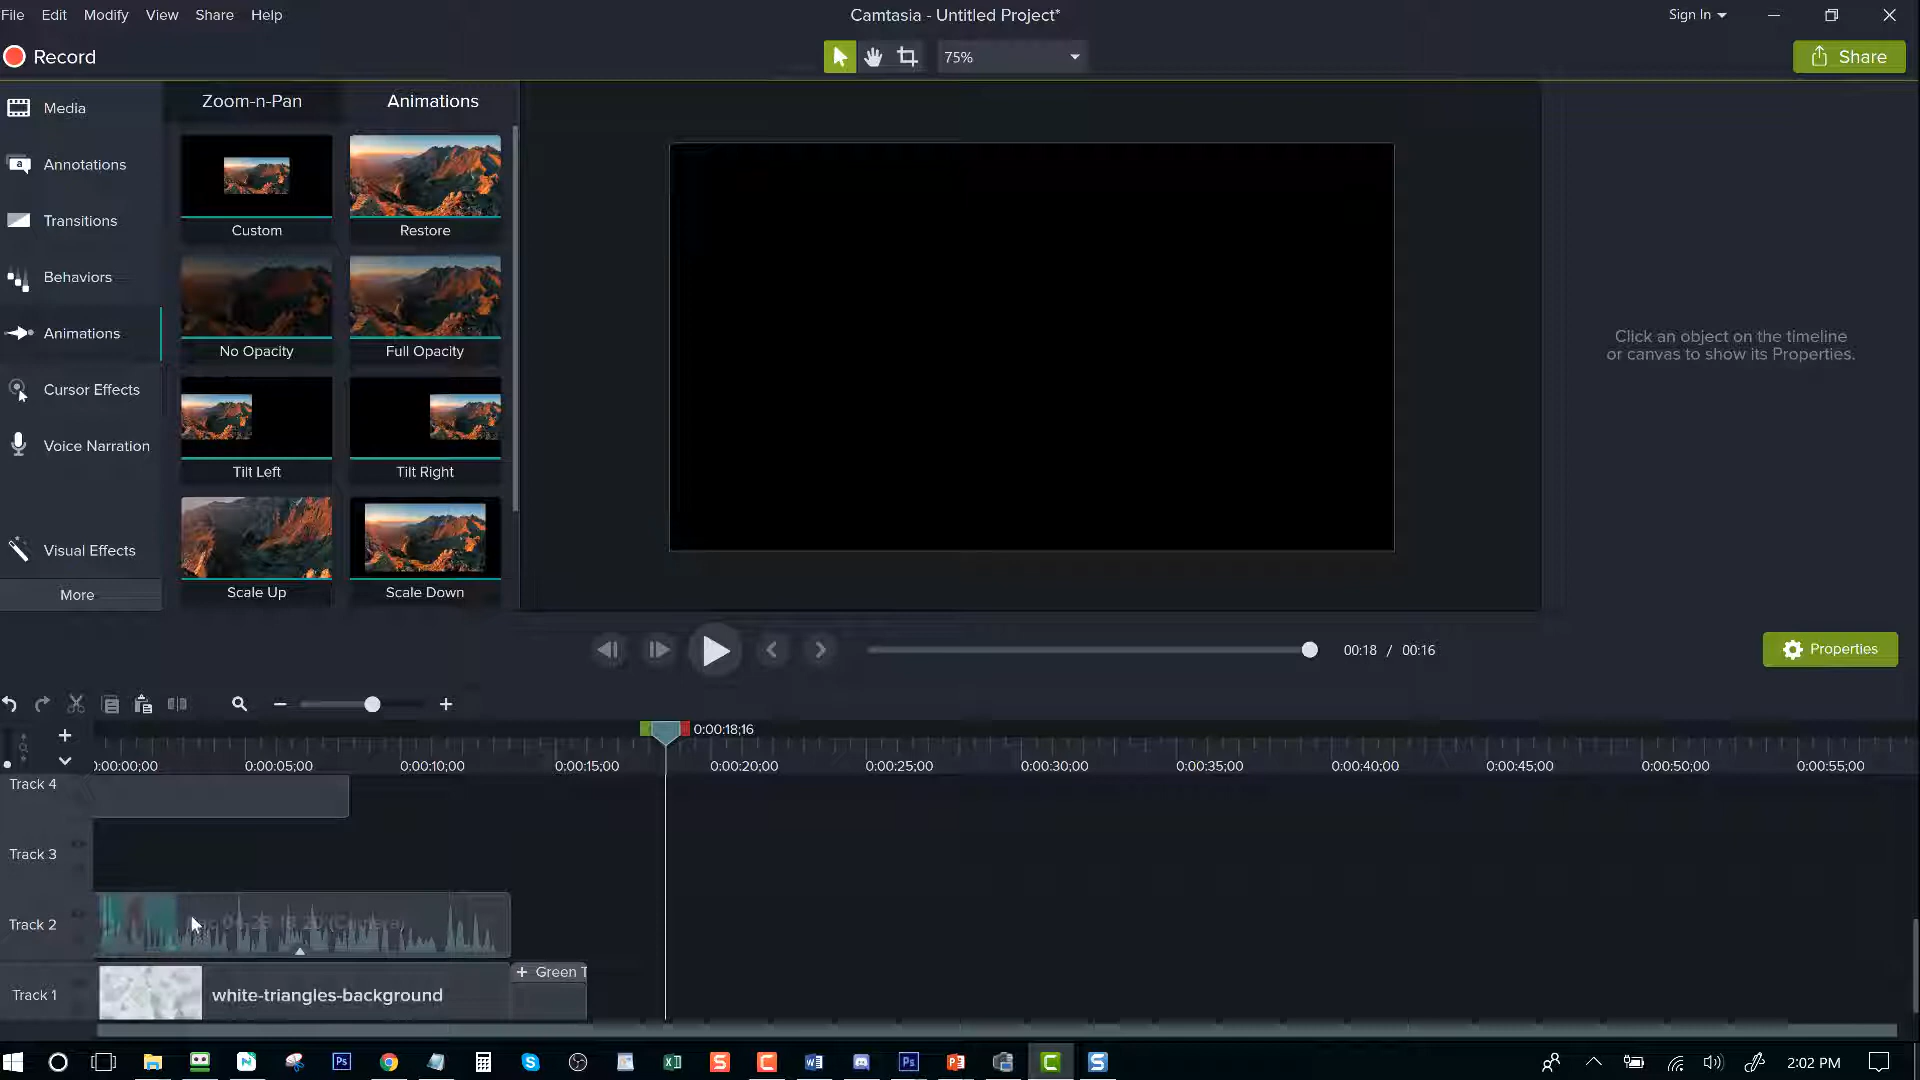 File Edit Modify View Share Help
Camtasia - Untitled Project*
Sign In
Record
75%
Share
Media
Annotations
Transitions
Behaviors
Animations
Cursor Effects
Voice Narration
Visual Effects
More
Zoom-n-Pan
Animations
Custom
Restore
No Opacity
Full Opacity
Tilt Left
Tilt Right
Scale Up
Scale Down
Click an object on the timeline
or canvas to show its Properties.
00:18 / 00:16
Properties
0:00:18;16
0:00:00;00 0:00:05;00 0:00:10;00 0:00:15;00 0:00:20;00 0:00:25;00 0:00:30;00 0:00:35;00 0:00:40;00 0:00:45;00 0:00:50;00 0:00:55;00
Track 4
Track 3
Track 2
Track 1
white-triangles-background
+ Green T
2:02 PM